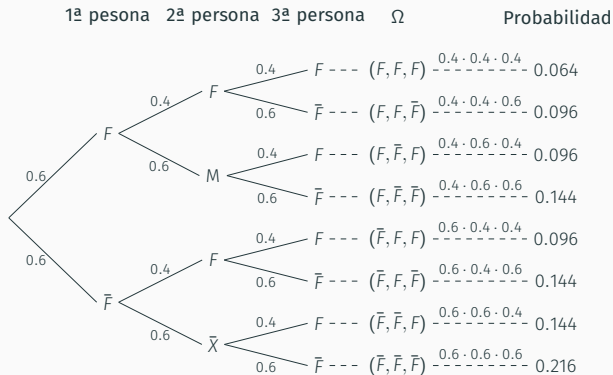 1ª pesona 2ª persona 3ª persona Ω Probabilidad
0.4 F (F, F, F) 0.4 · 0.4 · 0.4 0.064
0.4 F
0.6 F̄ (F, F, F̄) 0.4 · 0.4 · 0.6 0.096
0.6 F
0.4 F (F, F̄, F) 0.4 · 0.6 · 0.4 0.096
0.6 M
0.6 F̄ (F, F̄, F̄) 0.4 · 0.6 · 0.6 0.144
0.4 F (F̄, F, F) 0.6 · 0.4 · 0.4 0.096
0.4 F
0.6 F̄ (F̄, F, F̄) 0.6 · 0.4 · 0.6 0.144
0.6 F̄
0.4 F (F̄, F̄, F) 0.6 · 0.6 · 0.4 0.144
0.6 X̄
0.6 F̄ (F̄, F̄, F̄) 0.6 · 0.6 · 0.6 0.216